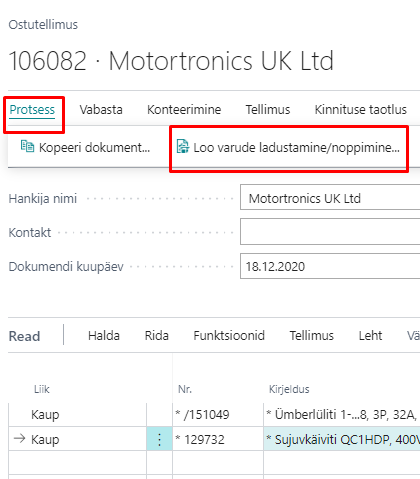 Ostutellimus
106082 · Motortronics UK Ltd
Protsess Vabasta Konteerimine Tellimus Kinnituse taotlus
Kopeeri dokument... Loo varude ladustamine/noppimine...
Hankija nimi Motortronics UK Ltd
Kontakt
Dokumendi kuupäev 18.12.2020
Read Halda Rida Funktsioonid Tellimus Leht Vä
Liik Nr. Kirjeldus
Kaup * /151049 * Ümberlüliti 1-...8, 3P, 32A,
Kaup * 129732 * Sujuvkäiviti QC1HDP, 400V